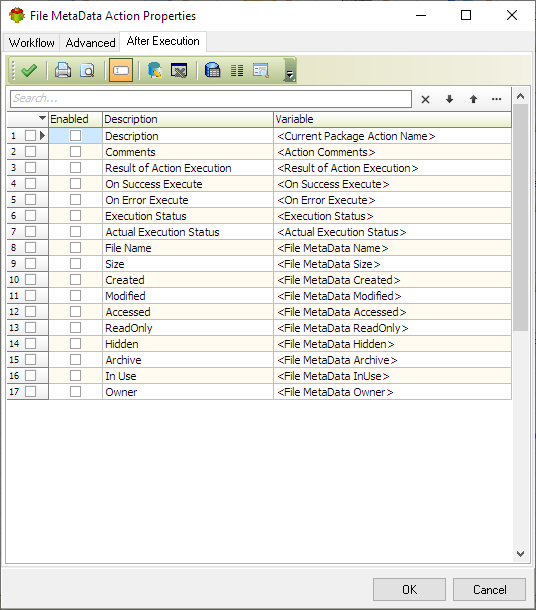 File MetaData Action Properties
Workflow Advanced After Execution
Search...
Enabled Description Variable
1 Description <Current Package Action Name>
2 Comments <Action Comments>
3 Result of Action Execution <Result of Action Execution>
4 On Success Execute <On Success Execute>
5 On Error Execute <On Error Execute>
6 Execution Status <Execution Status>
7 Actual Execution Status <Actual Execution Status>
8 File Name <File MetaData Name>
9 Size <File MetaData Size>
10 Created <File MetaData Created>
11 Modified <File MetaData Modified>
12 Accessed <File MetaData Accessed>
13 ReadOnly <File MetaData ReadOnly>
14 Hidden <File MetaData Hidden>
15 Archive <File MetaData Archive>
16 In Use <File MetaData InUse>
17 Owner <File MetaData Owner>
OK Cancel